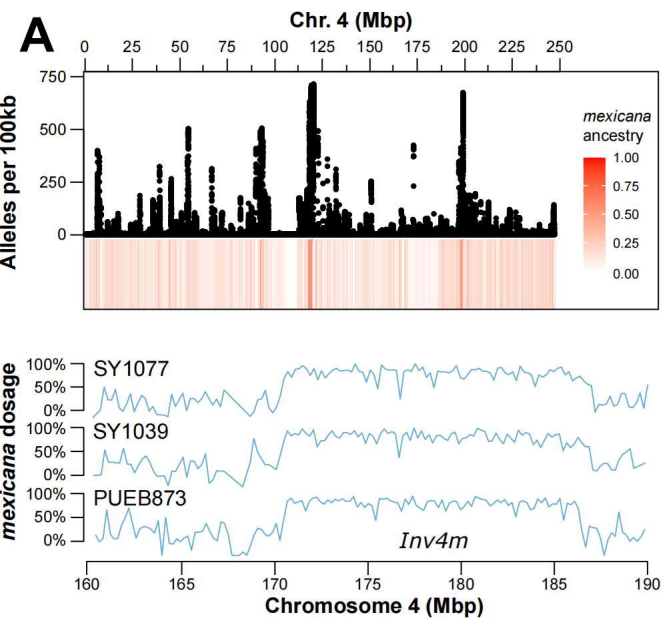 A
Chr. 4 (Mbp)
0 25 50 75 100 125 150 175 200 225 250
Alleles per 100kb
750
500
250
0
mexicana
ancestry
1.00
0.75
0.50
0.25
0.00
mexicana dosage
SY1077
100%
50%
0%
SY1039
100%
50%
0%
PUEB873
100%
50%
0%
Inv4m
160 165 170 175 180 185 190
Chromosome 4 (Mbp)